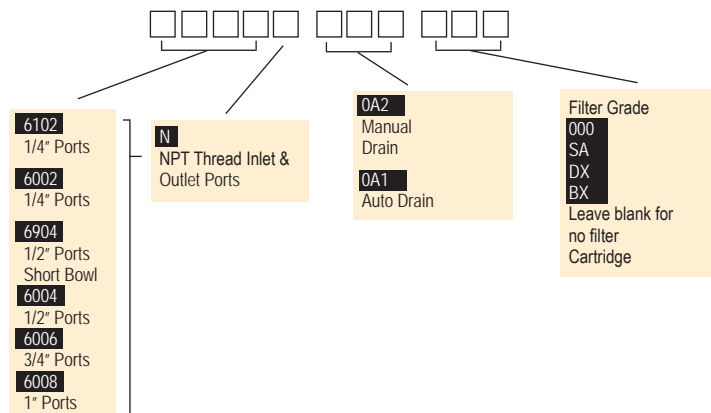 6102
1/4" Ports
6002
1/4" Ports
6904
1/2" Ports
Short Bowl
6004
1/2" Ports
6006
3/4" Ports
6008
1" Ports
N
NPT Thread Inlet &
Outlet Ports
0A2
Manual
Drain
0A1
Auto Drain
Filter Grade
000
SA
DX
BX
Leave blank for
no filter
Cartridge